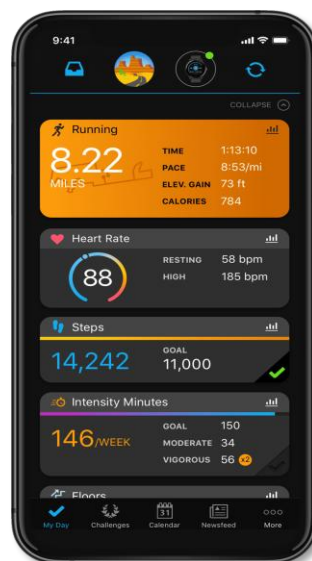 9:41
COLLAPSE
Running
8.22
MILES
TIME 1:13:10
PACE 8:53/mi
ELEV. GAIN 73 ft
CALORIES 784
Heart Rate
88
RESTING 58 bpm
HIGH 185 bpm
Steps
14,242
GOAL
11,000
Intensity Minutes
146/WEEK
GOAL 150
MODERATE 34
VIGOROUS 56 x2
Floors
31
My Day Challenges Calendar Newsfeed More